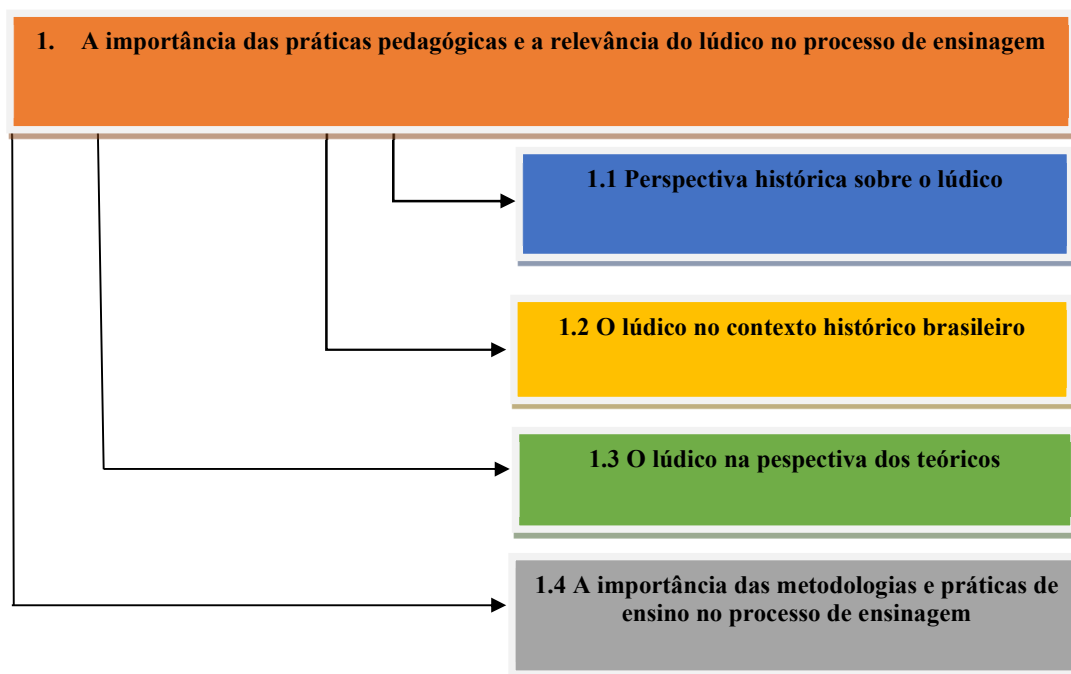 1. A importância das práticas pedagógicas e a relevância do lúdico no processo de ensinagem
1.1 Perspectiva histórica sobre o lúdico
1.2 O lúdico no contexto histórico brasileiro
1.3 O lúdico na pespectiva dos teóricos
1.4 A importância das metodologias e práticas de
ensino no processo de ensinagem